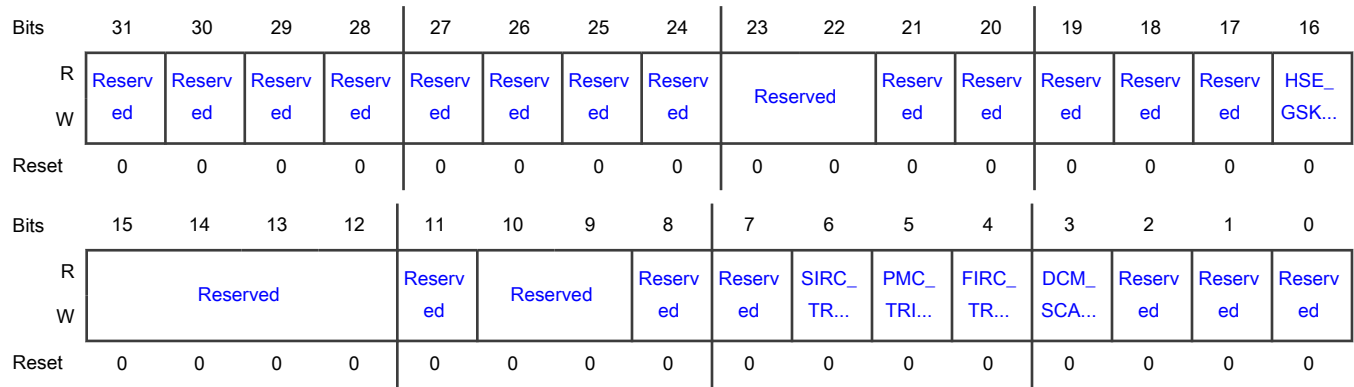 Bits 31 30 29 28 27 26 25 24 23 22 21 20 19 18 17 16
R Reserv Reserv Reserv Reserv Reserv Reserv Reserv Reserv Reserved Reserv Reserv Reserv Reserv Reserv HSE_
W ed ed ed ed ed ed ed ed ed ed ed ed ed GSK...
Reset 0 0 0 0 0 0 0 0 0 0 0 0 0 0 0 0
Bits 15 14 13 12 11 10 9 8 7 6 5 4 3 2 1 0
R Reserved Reserv Reserved Reserv Reserv SIRC_ PMC_ FIRC_ DCM_ Reserv Reserv Reserv
W ed ed ed TR... TRI... TR... SCA... ed ed ed
Reset 0 0 0 0 0 0 0 0 0 0 0 0 0 0 0 0